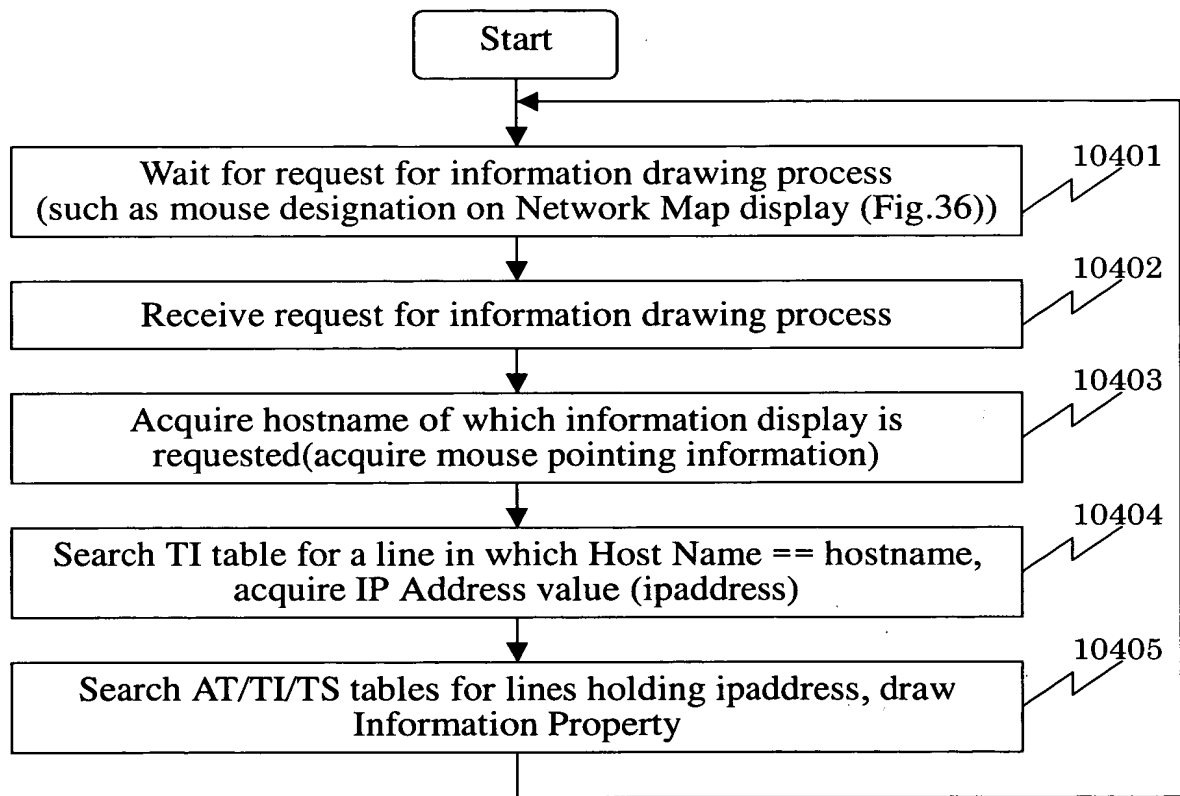 Start
Wait for request for information drawing process
(such as mouse designation on Network Map display (Fig.36))
10401
Receive request for information drawing process
10402
Acquire hostname of which information display is
requested(acquire mouse pointing information)
10403
Search TI table for a line in which Host Name == hostname,
acquire IP Address value (ipaddress)
10404
Search AT/TI/TS tables for lines holding ipaddress, draw
Information Property
10405